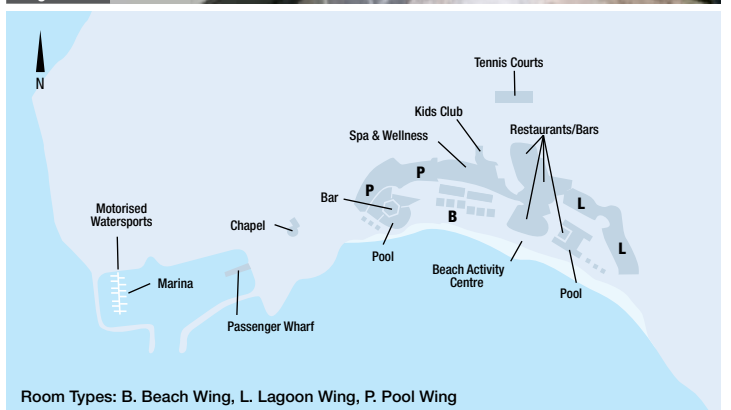 N
Tennis Courts
Kids Club
Spa & Wellness
Restaurants/Bars
P
P
Bar
L
B
L
Motorised
Watersports
Chapel
Pool
Beach Activity
Centre
Marina
Pool
Passenger Wharf
Room Types: B. Beach Wing, L. Lagoon Wing, P. Pool Wing